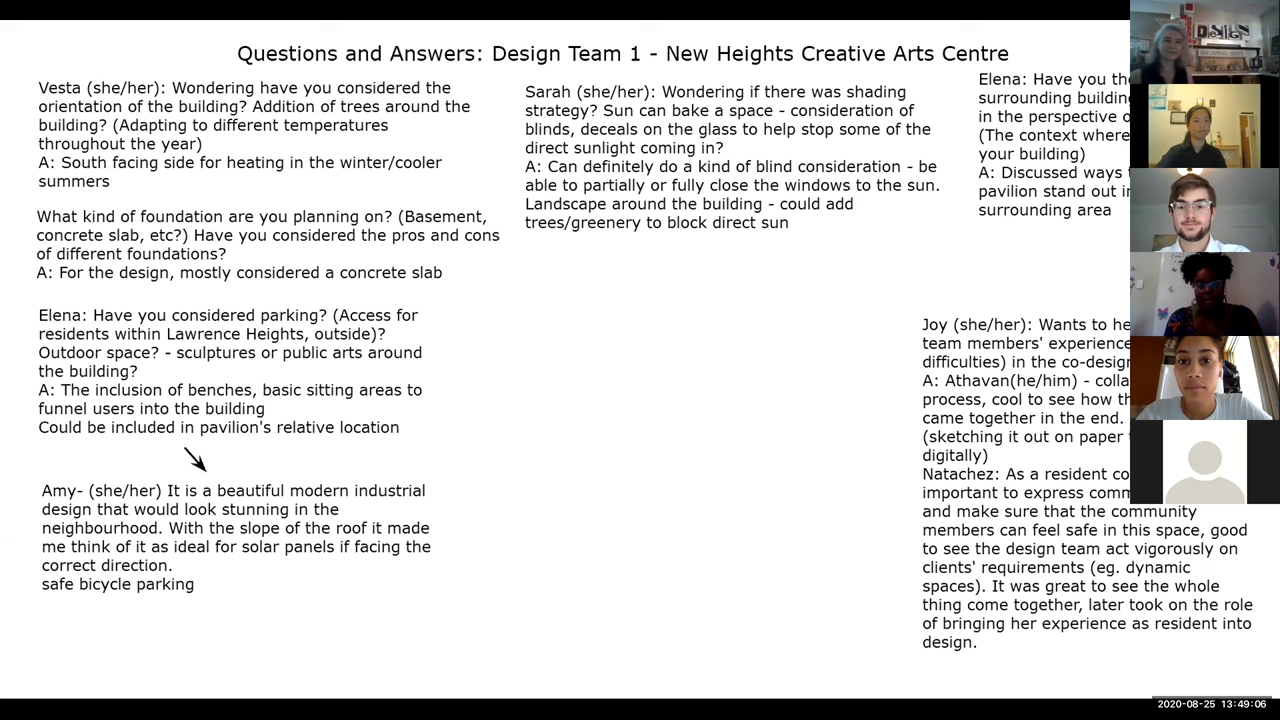 Questions and Answers: Design Team 1 - New Heights Creative Arts Centre
Vesta (she/her): Wondering have you considered the
orientation of the building? Addition of trees around the
building? (Adapting to different temperatures
throughout the year)
A: South facing side for heating in the winter/cooler
summers
What kind of foundation are you planning on? (Basement,
concrete slab, etc?) Have you considered the pros and cons
of different foundations?
A: For the design, mostly considered a concrete slab
Elena: Have you considered parking? (Access for
residents within Lawrence Heights, outside)?
Outdoor space? - sculptures or public arts around
the building?
A: The inclusion of benches, basic sitting areas to
funnel users into the building
Could be included in pavilion's relative location
Amy- (she/her) It is a beautiful modern industrial
design that would look stunning in the
neighbourhood. With the slope of the roof it made
me think of it as ideal for solar panels if facing the
correct direction.
safe bicycle parking
Sarah (she/her): Wondering if there was shading
strategy? Sun can bake a space - consideration of
blinds, deceals on the glass to help stop some of the
direct sunlight coming in?
A: Can definitely do a kind of blind consideration - be
able to partially or fully close the windows to the sun.
Landscape around the building - could add
trees/greenery to block direct sun
Elena: Have you
surrounding
in the perspective
(The context where
your building)
A: Discussed ways
pavilion stand out
surrounding area
Joy (she/her): Wants to
team members' experience
difficulties) in the
A: Athavan(he/him) -
process, cool to see how
came together in the end.
(sketching it out on paper
digitally)
Natachez: As a resident
important to express
and make sure that the community
members can feel safe in this space, good
to see the design team act vigorously on
clients' requirements (eg. dynamic
spaces). It was great to see the whole
thing come together, later took on the role
of bringing her experience as resident into
design.
2020-08-25 13:49:06